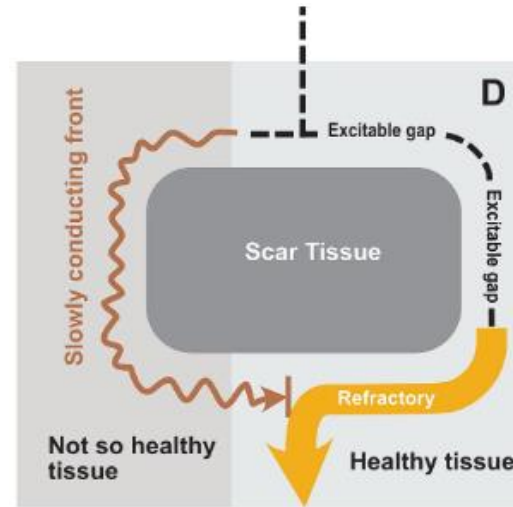 D
Excitable gap
Slowly conducting front
Excitable gap
Scar Tissue
Refractory
Not so healthy
tissue
Healthy tissue